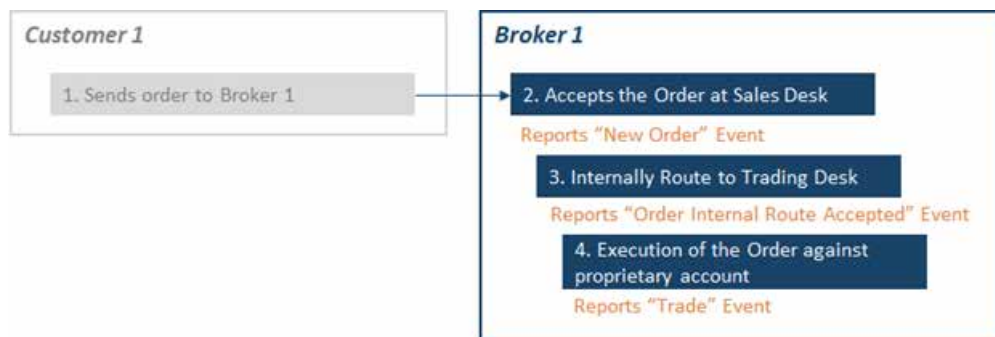 Customer 1
1. Sends order to Broker 1
Broker 1
2. Accepts the Order at Sales Desk
Reports “New Order” Event
3. Internally Route to Trading Desk
Reports “Order Internal Route Accepted” Event
4. Execution of the Order against
proprietary account
Reports “Trade” Event